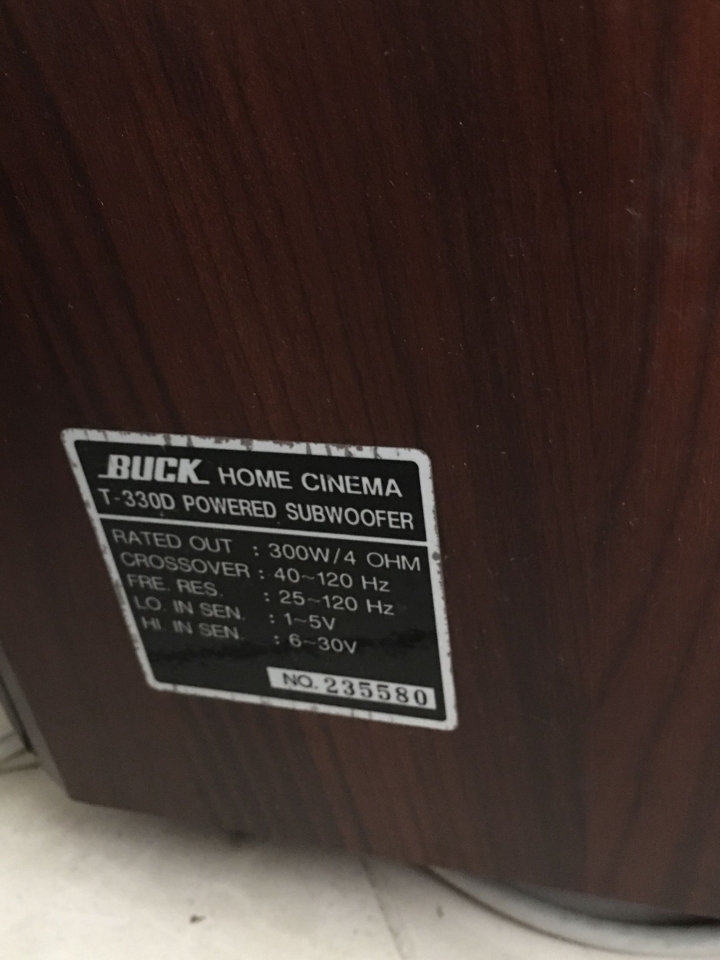 BUCK HOME CINEMA
T-330D POWERED SUBWOOFER
RATED OUT : 300W/4 OHM
CROSSOVER : 40~120 Hz
FRE. RES. : 25~120 Hz
LO. IN SEN. : 1~5V
HI. IN SEN. : 6~30V
NO. 235580